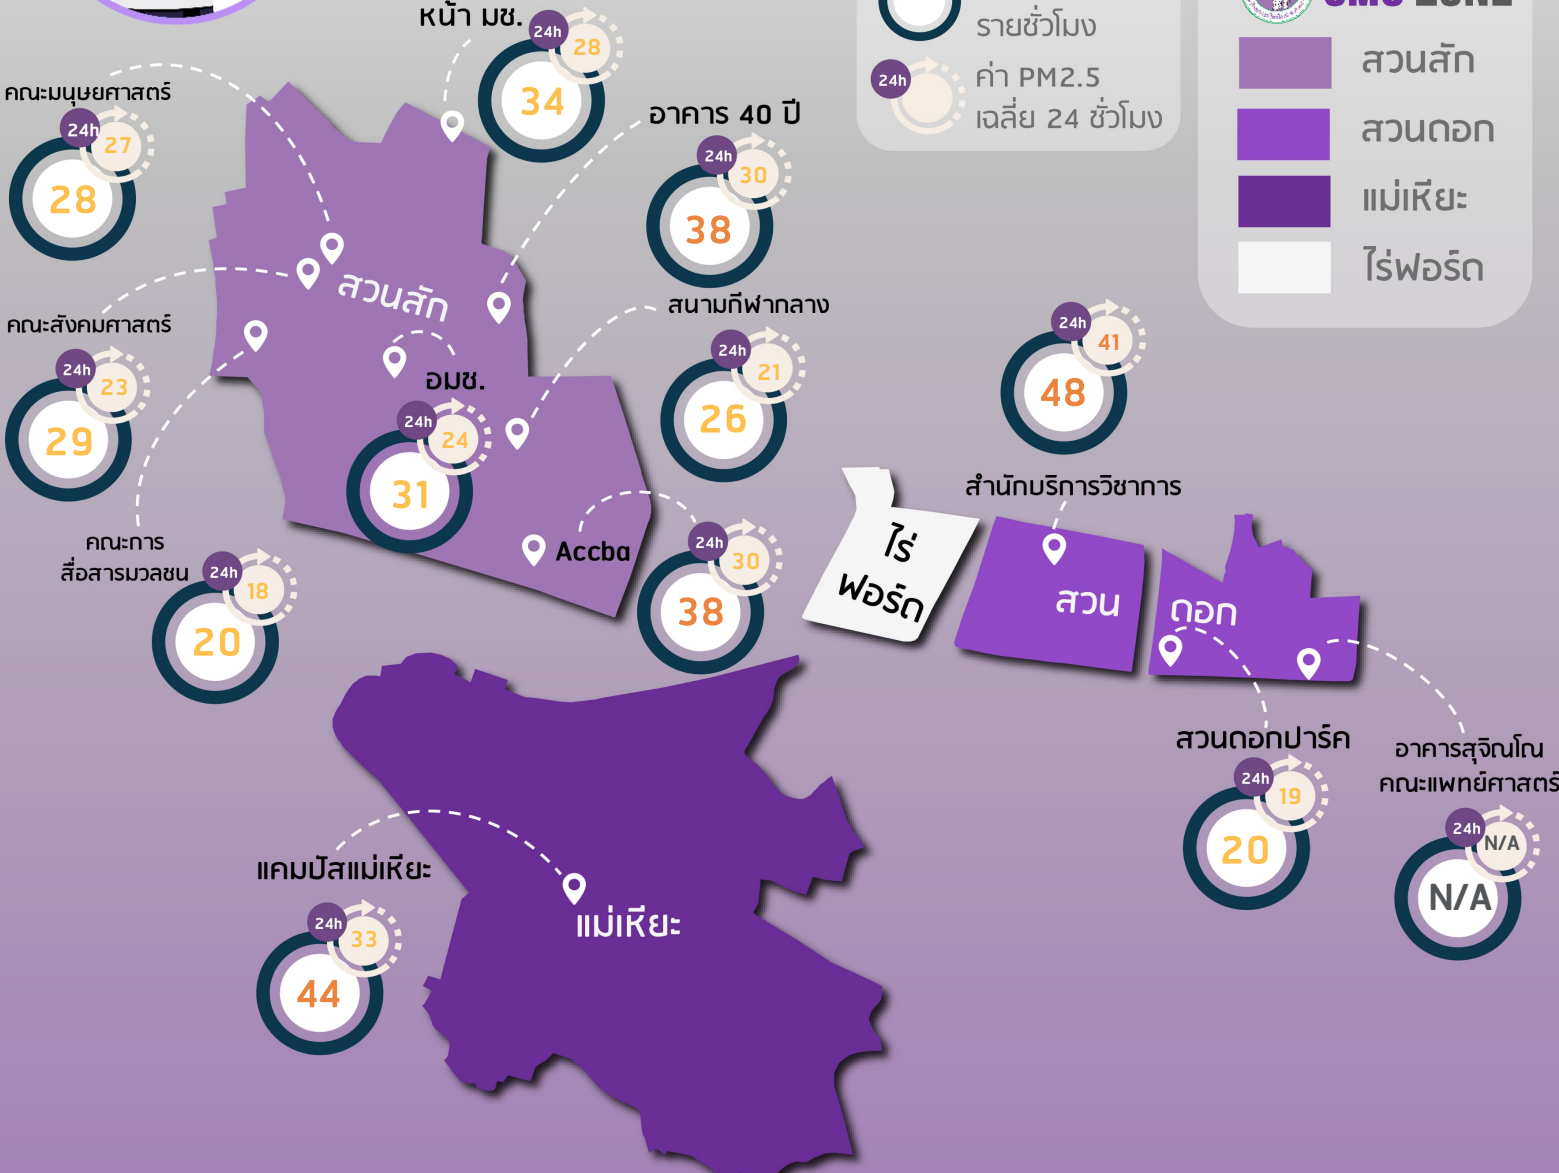 หน้า มช.
24h
28
34
รายชั่วโมง
24h
ค่า PM2.5
เฉลี่ย 24 ชั่วโมง
CMU ZONE
สวนสัก
สวนดอก
แม่เหียะ
ไร่ฟอร์ด
คณะมนุษยศาสตร์
24h
27
28
อาคาร 40 ปี
24h
30
38
สวนสัก
คณะสังคมศาสตร์
24h
23
29
สนามกีฬากลาง
24h
21
26
อมช.
24h
24
31
24h
41
48
สำนักบริการวิชาการ
คณะการ
สื่อสารมวลชน
24h
18
20
Accba
24h
30
38
ไร่
ฟอร์ด
สวน
ดอก
สวนดอกปาร์ค
24h
19
20
อาคารสุจิณโณ
คณะแพทย์ศาสตร์
24h
N/A
N/A
แคมปัสแม่เหียะ
24h
33
44
แม่เหียะ